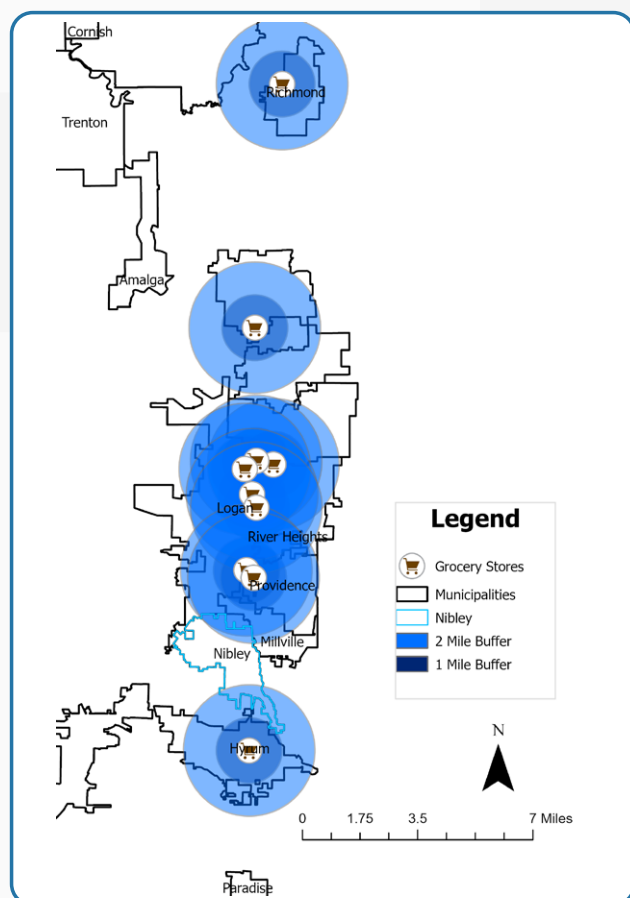 Cornish
Richmond
Trenton
Amalga
Logan
River Heights
Providence
Millville
Nibley
Hyrum
Paradise
Legend
Grocery Stores
Municipalities
Nibley
2 Mile Buffer
1 Mile Buffer
N
0 1.75 3.5 7 Miles